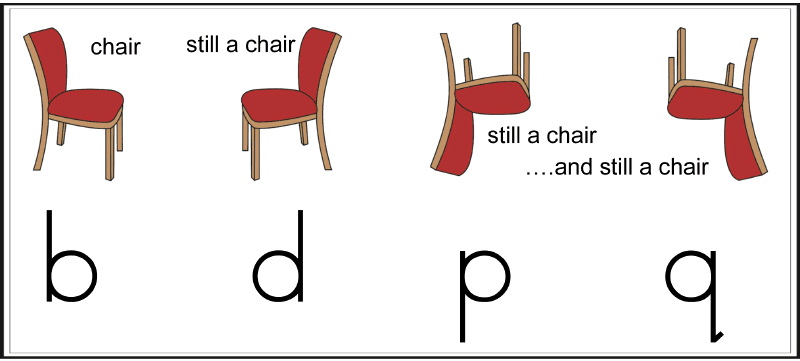 chair
still a chair
still a chair
….and still a chair
b d p q